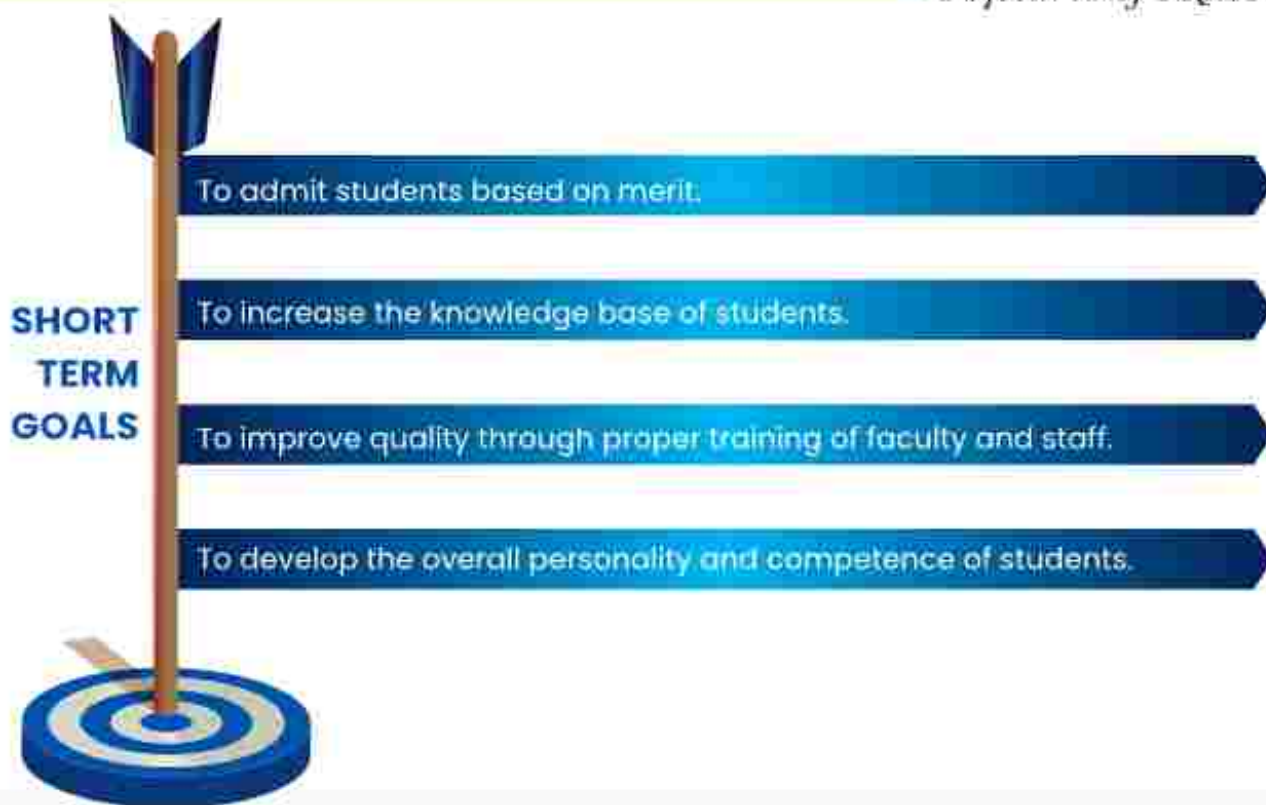 To admit students based on merit.
SHORT
TERM
GOALS
To increase the knowledge base of students.
To improve quality through proper training of faculty and staff.
To develop the overall personality and competence of students.